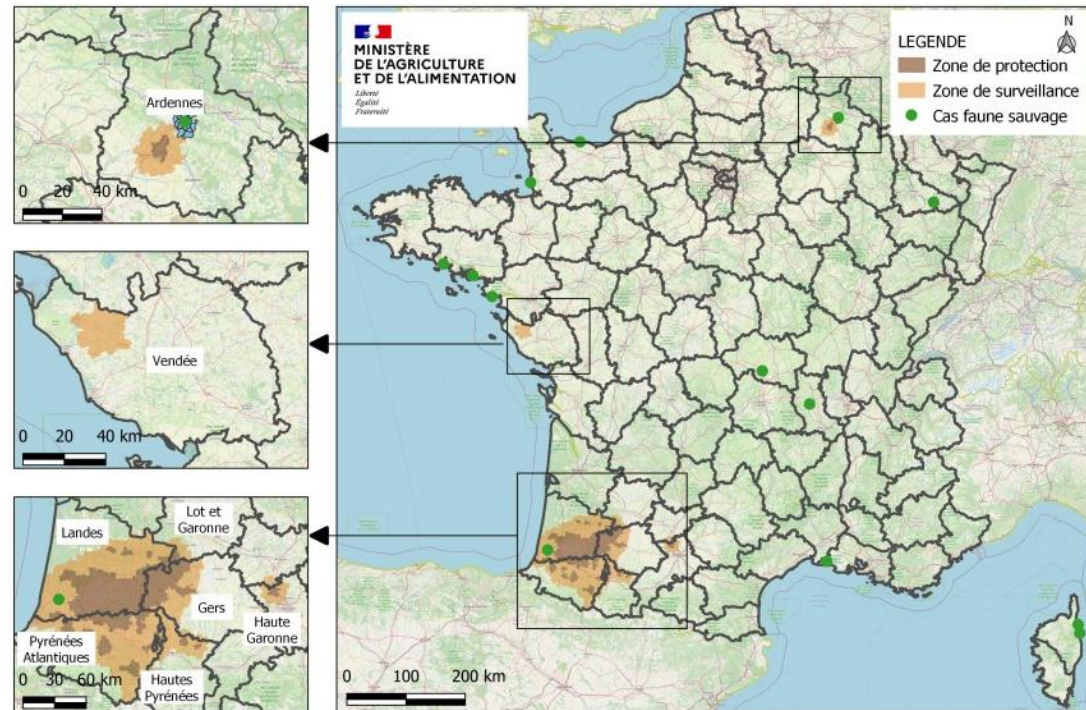 Ardennes
0 20 40 km
Vendée
0 20 40 km
Landes
Lot et
Garonne
Gers
Haute
Garonne
Pyrénées
Atlantiques
Hautes
Pyrénées
0 30 60 km
MINISTÈRE
DE L'AGRICULTURE
ET DE L'ALIMENTATION
Liberté
Égalité
Fraternité
N
LEGENDE
Zone de protection
Zone de surveillance
Cas faune sauvage
0 100 200 km